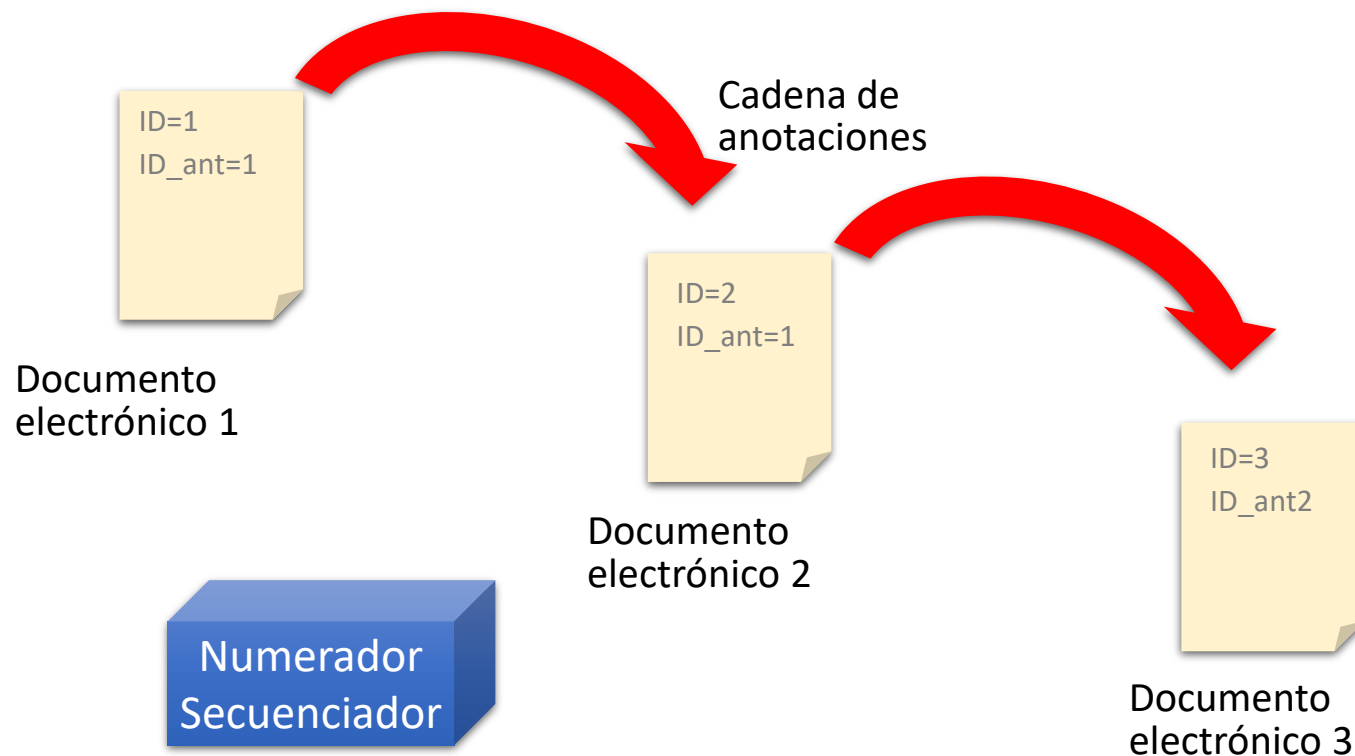 ID=1
ID_ant=1
Documento
electrónico 1
Cadena de
anotaciones
ID=2
ID_ant=1
Documento
electrónico 2
ID=3
ID_ant2
Documento
electrónico 3
Numerador
Secuenciador